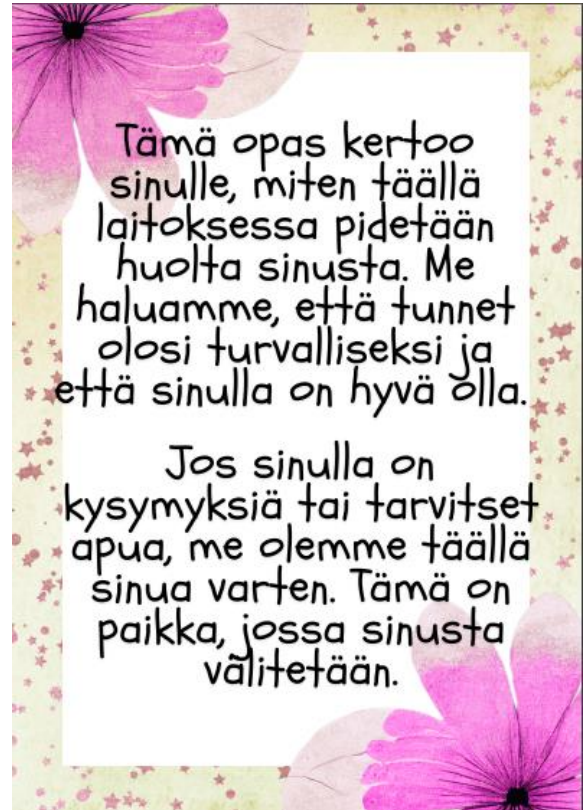 Tämä opas kertoo
sinulle, miten täällä
laitoksessa pidetään
huolta sinusta. Me
haluamme, että tunnet
olosi turvalliseksi ja
että sinulla on hyvä olla.
Jos sinulla on
kysymyksiä tai tarvitset
apua, me olemme täällä
sinua varten. Tämä on
paikka, jossa sinusta
välitetään.